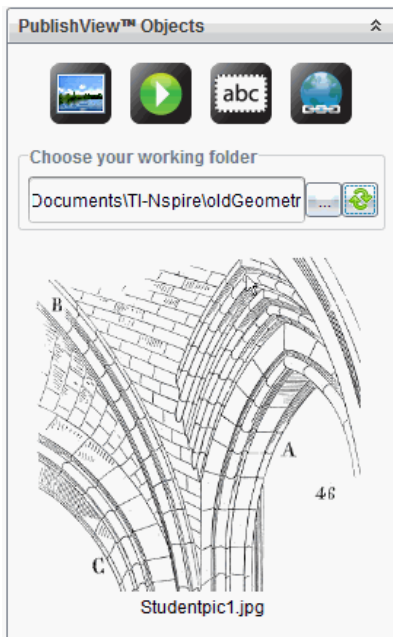 PublishView™ Objects
abc
Choose your working folder
Documents\TI-Nspire\oldGeometr
...
B
A
46
C
Studentpic1.jpg